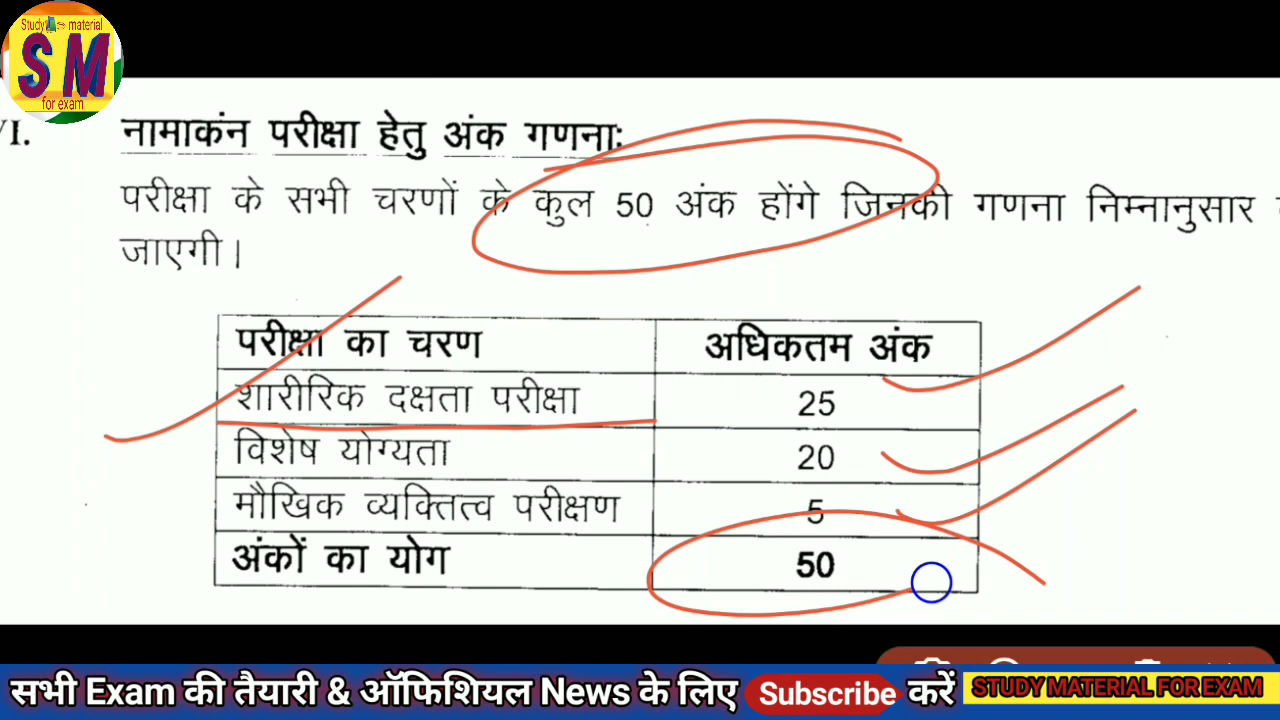 Study material
SM
for exam
VI. नामाकंन परीक्षा हेतु अंक गणनाः
परीक्षा के सभी चरणों के कुल 50 अंक होंगे जिनकी गणना निम्नानुसार
जाएगी।
परीक्षा का चरण अधिकतम अंक
शारीरिक दक्षता परीक्षा 25
विशेष योग्यता 20
मौखिक व्यक्तित्व परीक्षण 5
अंकों का योग 50
सभी Exam की तैयारी & ऑफिशियल News के लिए Subscribe करें STUDY MATERIAL FOR EXAM